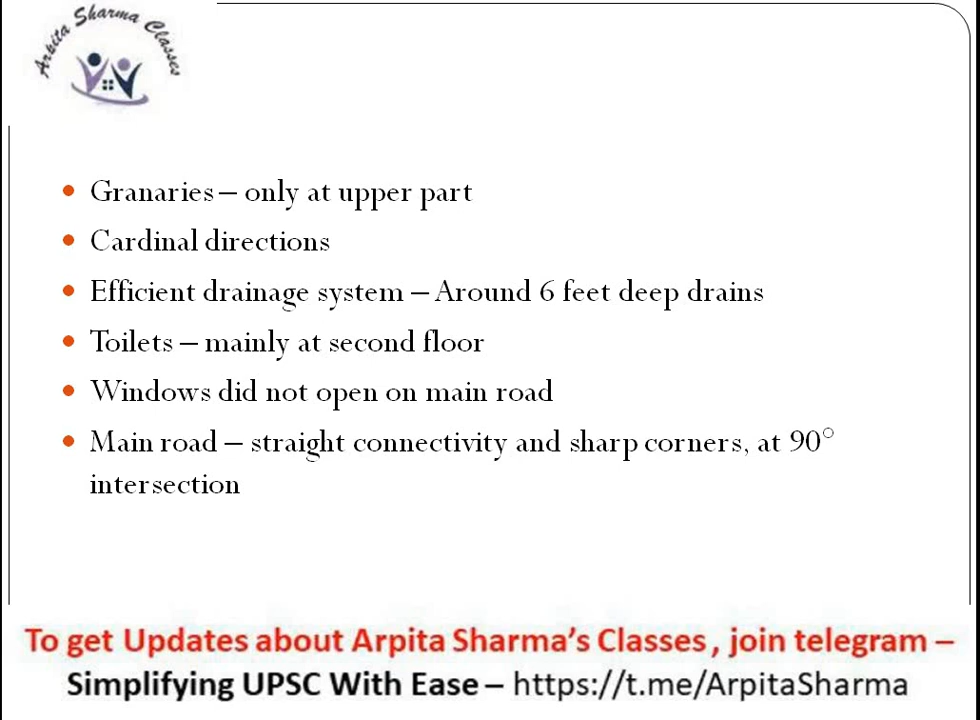 Arpita Sharma Classes
• Granaries – only at upper part
• Cardinal directions
• Efficient drainage system – Around 6 feet deep drains
• Toilets – mainly at second floor
• Windows did not open on main road
• Main road – straight connectivity and sharp corners, at 90°
intersection
To get Updates about Arpita Sharma's Classes, join telegram –
Simplifying UPSC With Ease – https://t.me/ArpitaSharma